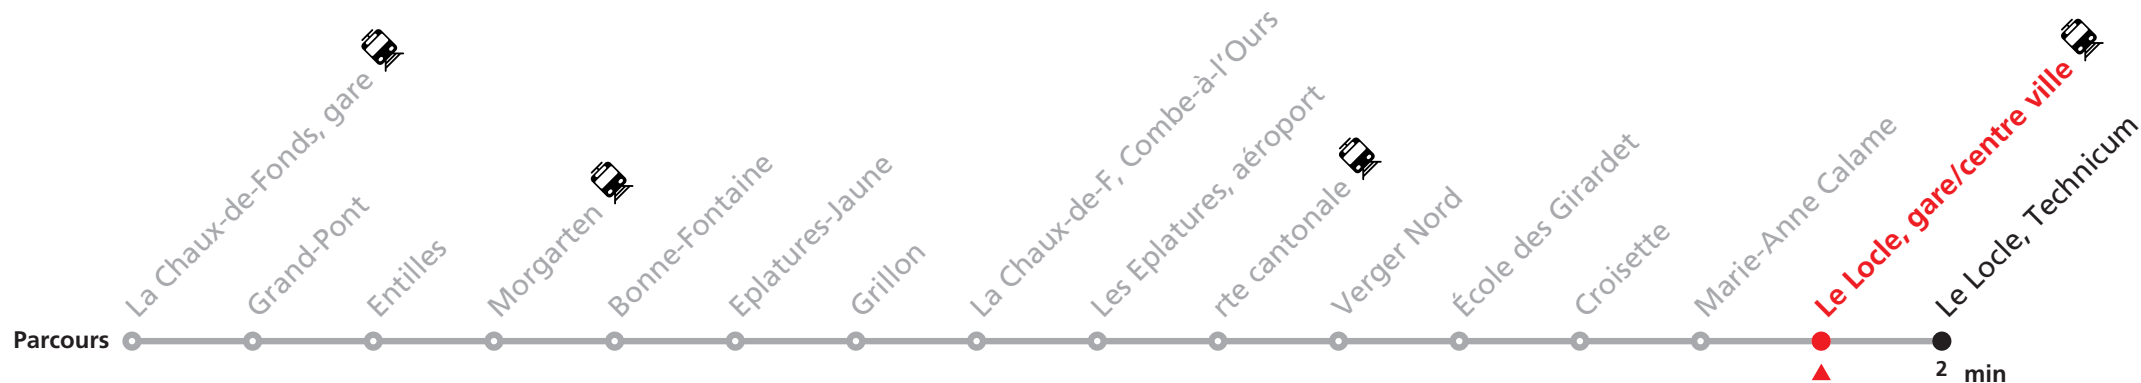 La Chaux-de-Fonds, gare
Grand-Pont
Entilles
Morgarten
Bonne-Fontaine
Eplatures-Jaune
Grillon
La Chaux-de-F, Combe-à-l'Ours
Les Eplatures, aéroport
rte cantonale
Verger Nord
École des Girardet
Croisette
Marie-Anne Calame
Le Locle, gare/centre ville
Le Locle, Technicum
Parcours
2 min